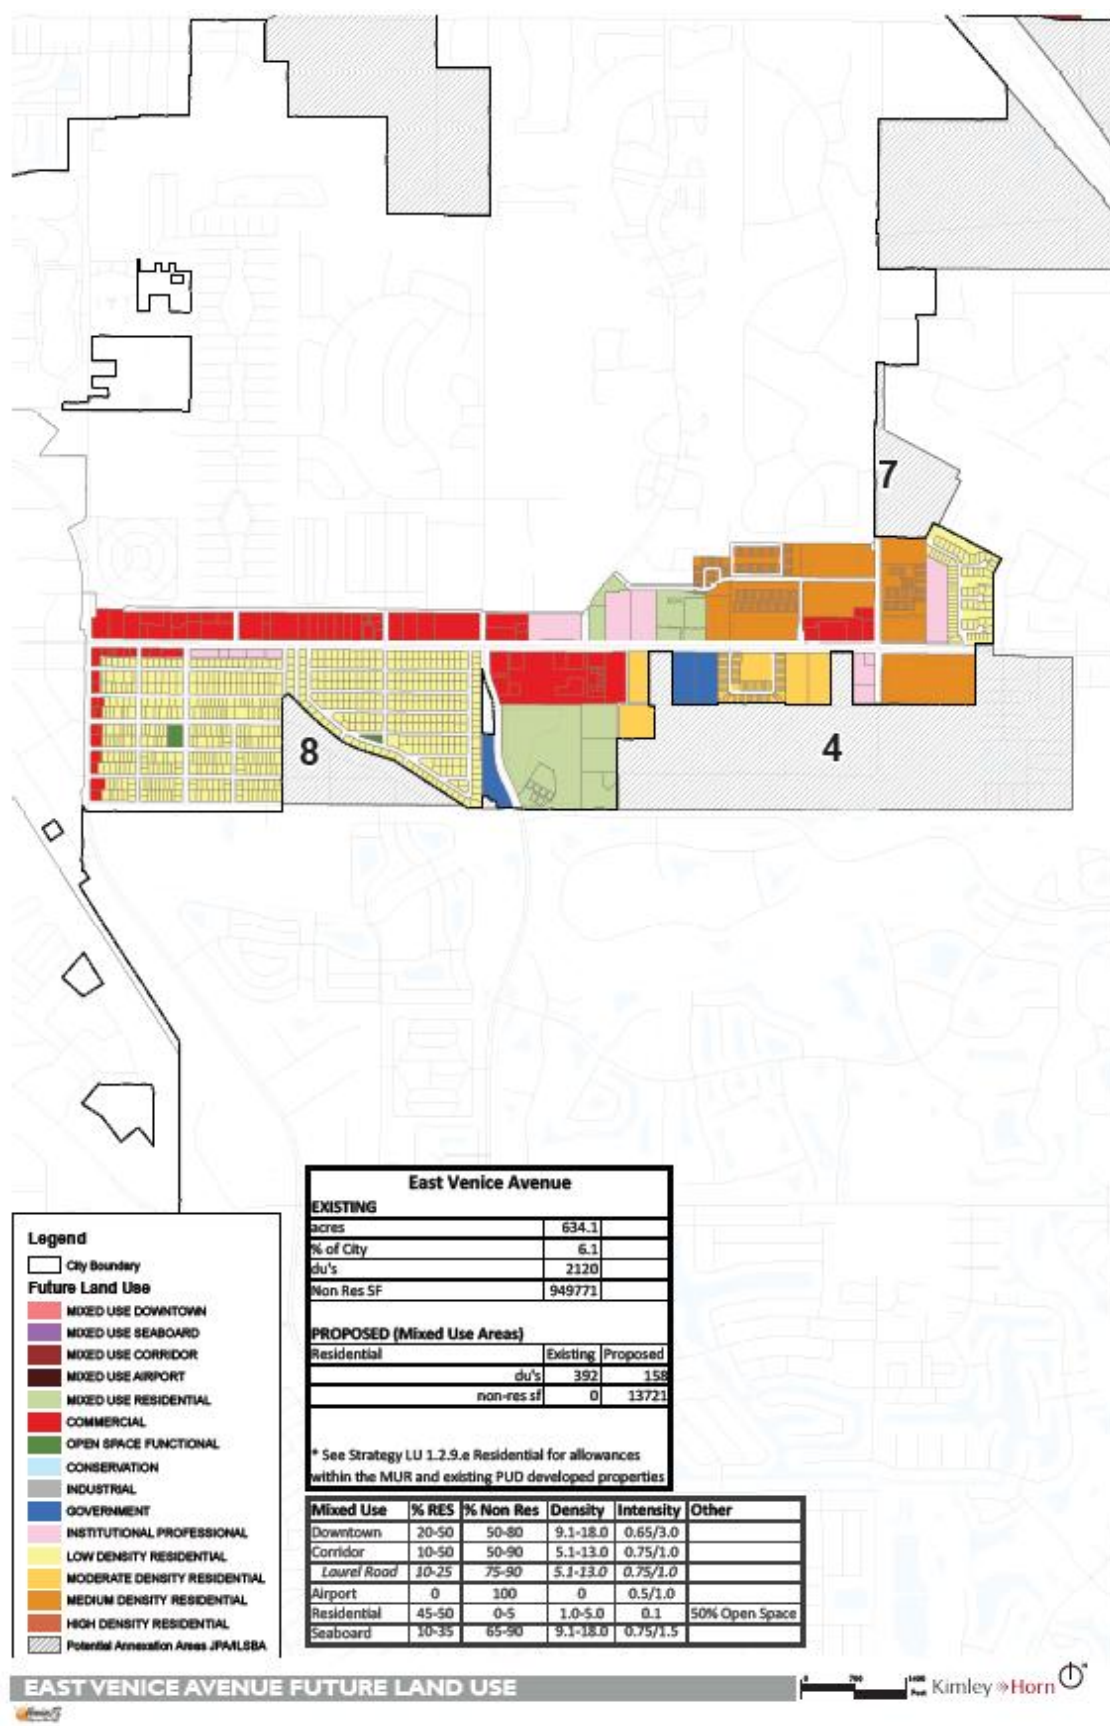 7
8
4
East Venice Avenue
EXISTING
acres 634.1
% of City 6.1
du's 2120
Non Res SF 949771
PROPOSED (Mixed Use Areas)
Residential Existing Proposed
du's 392 158
non-res sf 0 13721
* See Strategy LU 1.2.9.e Residential for allowances
within the MUR and existing PUD developed properties
Mixed Use % RES % Non Res Density Intensity Other
Downtown 20-50 50-80 9.1-18.0 0.65/3.0
Corridor 10-50 50-90 5.1-13.0 0.75/1.0
Laurel Road 10-25 75-90 5.1-13.0 0.75/1.0
Airport 0 100 0 0.5/1.0
Residential 45-50 0-5 1.0-5.0 0.1 50% Open Space
Seaboard 10-35 65-90 9.1-18.0 0.75/1.5
Legend
City Boundary
Future Land Use
MIXED USE DOWNTOWN
MIXED USE SEABOARD
MIXED USE CORRIDOR
MIXED USE AIRPORT
MIXED USE RESIDENTIAL
COMMERCIAL
OPEN SPACE FUNCTIONAL
CONSERVATION
INDUSTRIAL
GOVERNMENT
INSTITUTIONAL PROFESSIONAL
LOW DENSITY RESIDENTIAL
MODERATE DENSITY RESIDENTIAL
MEDIUM DENSITY RESIDENTIAL
HIGH DENSITY RESIDENTIAL
Potential Annexation Areas JPA/ILSBA
EAST VENICE AVENUE FUTURE LAND USE
0 700 1400
Feet
Kimley»Horn
N